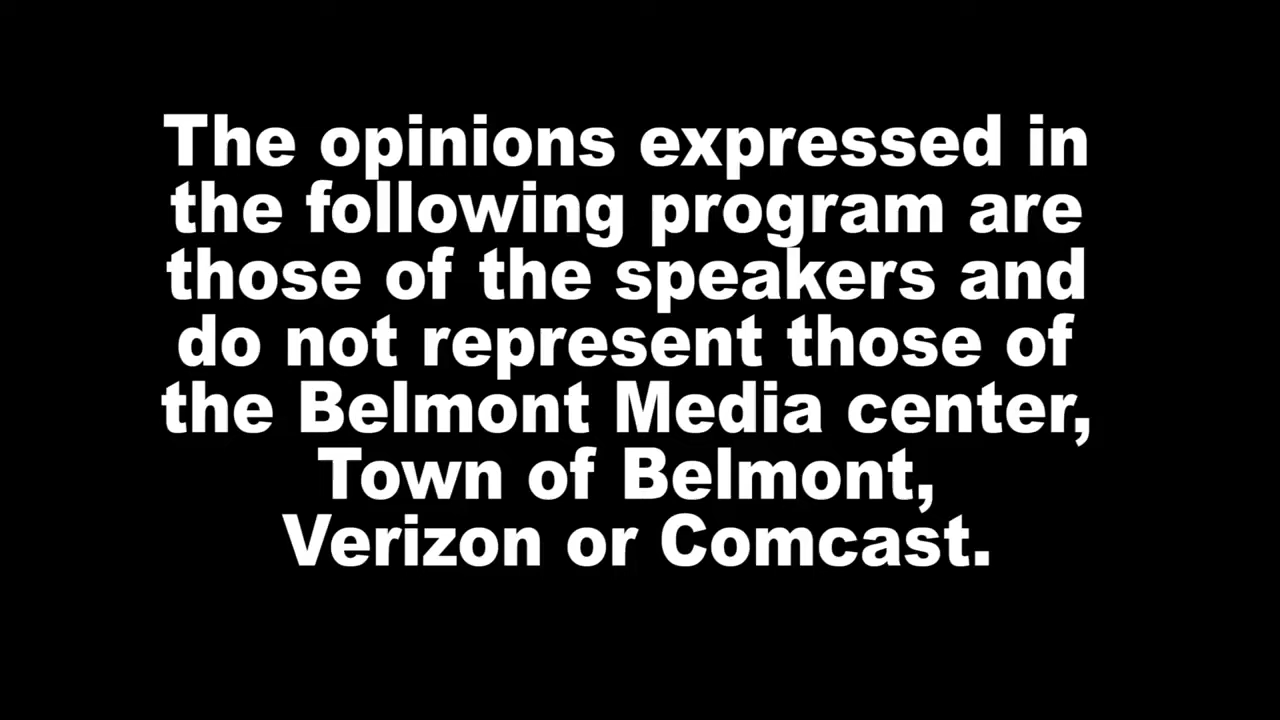 The opinions expressed in
the following program are
those of the speakers and
do not represent those of
the Belmont Media center,
Town of Belmont,
Verizon or Comcast.